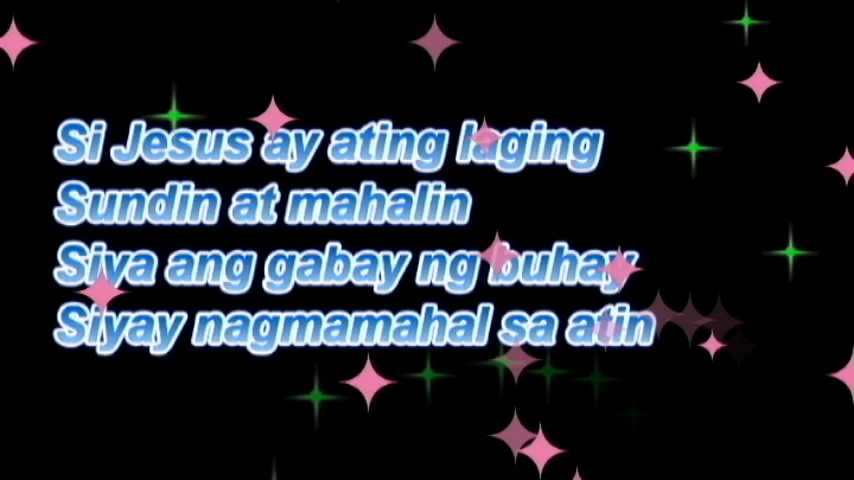 Si Jesus ay ating laging
Sundin at mahalin
Siya ang gabay ng buhay
Siyay nagmamahal sa atin